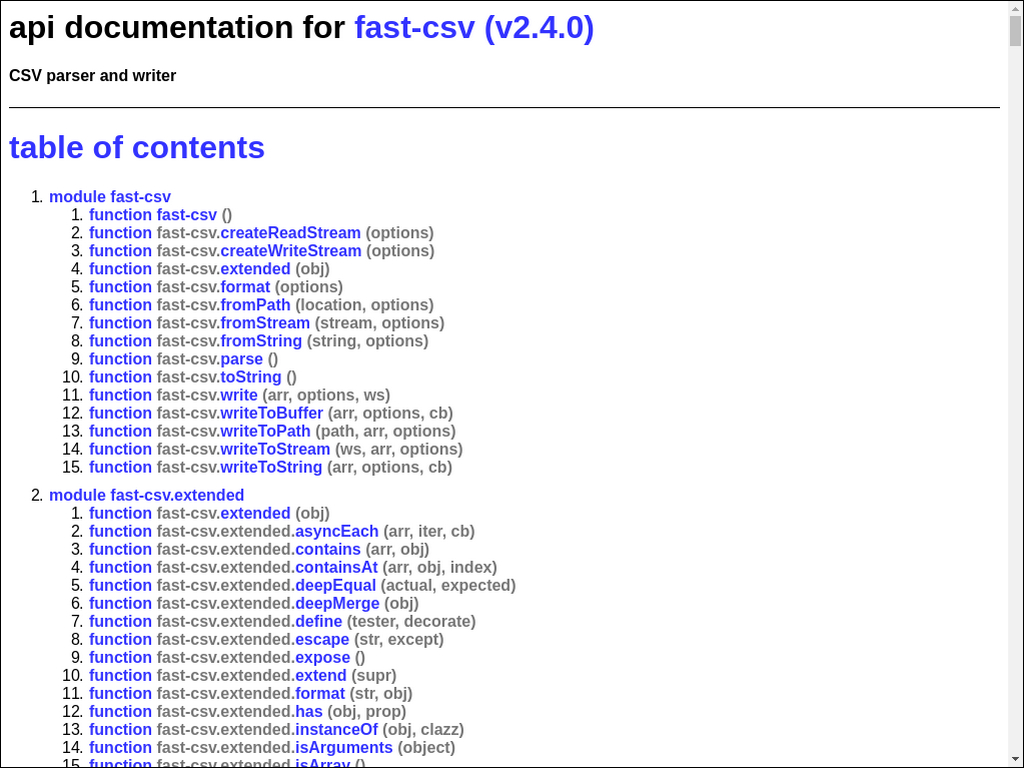 api documentation for fast-csv (v2.4.0)
CSV parser and writer
table of contents
1. module fast-csv
1. function fast-csv ()
2. function fast-csv.createReadStream (options)
3. function fast-csv.createWriteStream (options)
4. function fast-csv.extended (obj)
5. function fast-csv.format (options)
6. function fast-csv.fromPath (location, options)
7. function fast-csv.fromStream (stream, options)
8. function fast-csv.fromString (string, options)
9. function fast-csv.parse ()
10. function fast-csv.toString ()
11. function fast-csv.write (arr, options, ws)
12. function fast-csv.writeToBuffer (arr, options, cb)
13. function fast-csv.writeToPath (path, arr, options)
14. function fast-csv.writeToStream (ws, arr, options)
15. function fast-csv.writeToString (arr, options, cb)
2. module fast-csv.extended
1. function fast-csv.extended (obj)
2. function fast-csv.extended.asyncEach (arr, iter, cb)
3. function fast-csv.extended.contains (arr, obj)
4. function fast-csv.extended.containsAt (arr, obj, index)
5. function fast-csv.extended.deepEqual (actual, expected)
6. function fast-csv.extended.deepMerge (obj)
7. function fast-csv.extended.define (tester, decorate)
8. function fast-csv.extended.escape (str, except)
9. function fast-csv.extended.expose ()
10. function fast-csv.extended.extend (supr)
11. function fast-csv.extended.format (str, obj)
12. function fast-csv.extended.has (obj, prop)
13. function fast-csv.extended.instanceOf (obj, clazz)
14. function fast-csv.extended.isArguments (object)
15. function fast-csv.extended.isArray ()